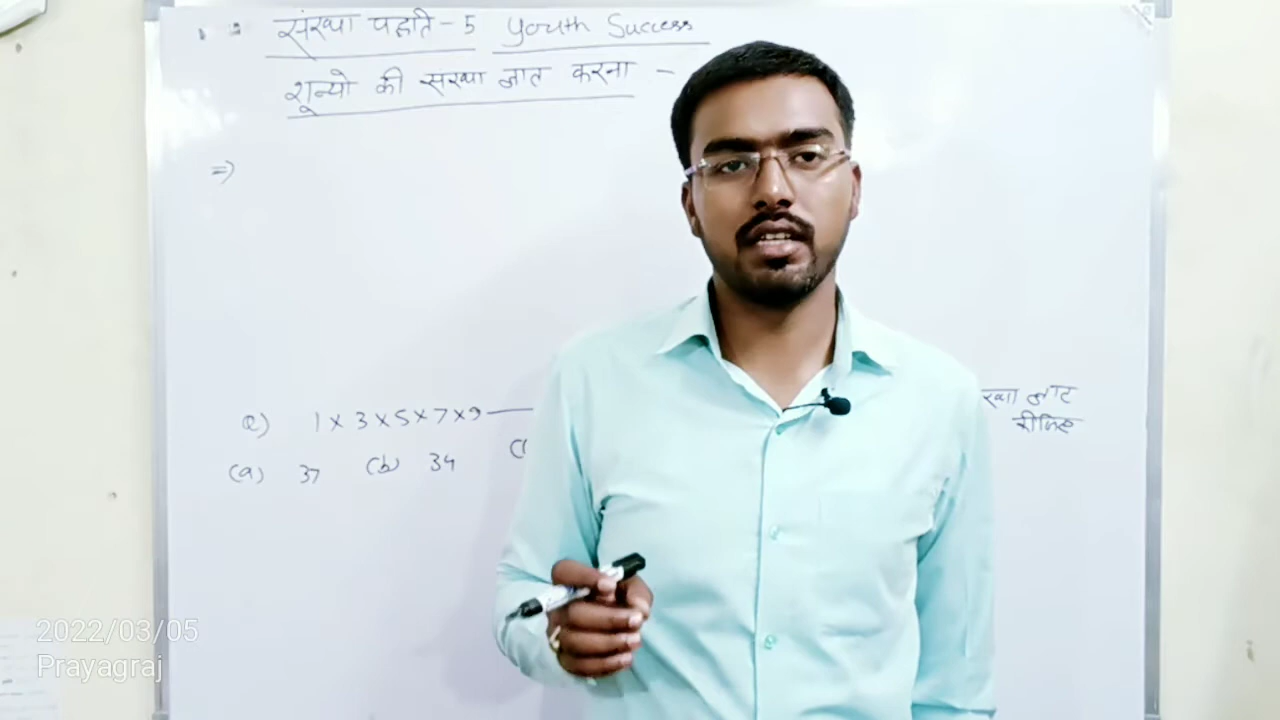 संख्या पद्धति - 5 Youth Success
शून्यो की संख्या ज्ञात करना -
=)
Q) 1 × 3 × 5 × 7 × 9 — ख्या ज्ञात
कीजिए
(a) 37 (b) 34 (
2022/03/05
Prayagraj